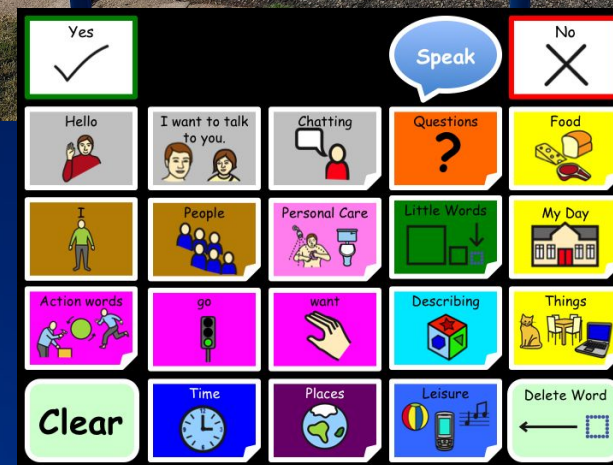 Yes
Speak
No
Hello
I want to talk
to you.
Chatting
Questions
?
Food
I
People
Personal Care
Little Words
My Day
Action words
go
want
Describing
Things
Clear
Time
Places
Leisure
Delete Word